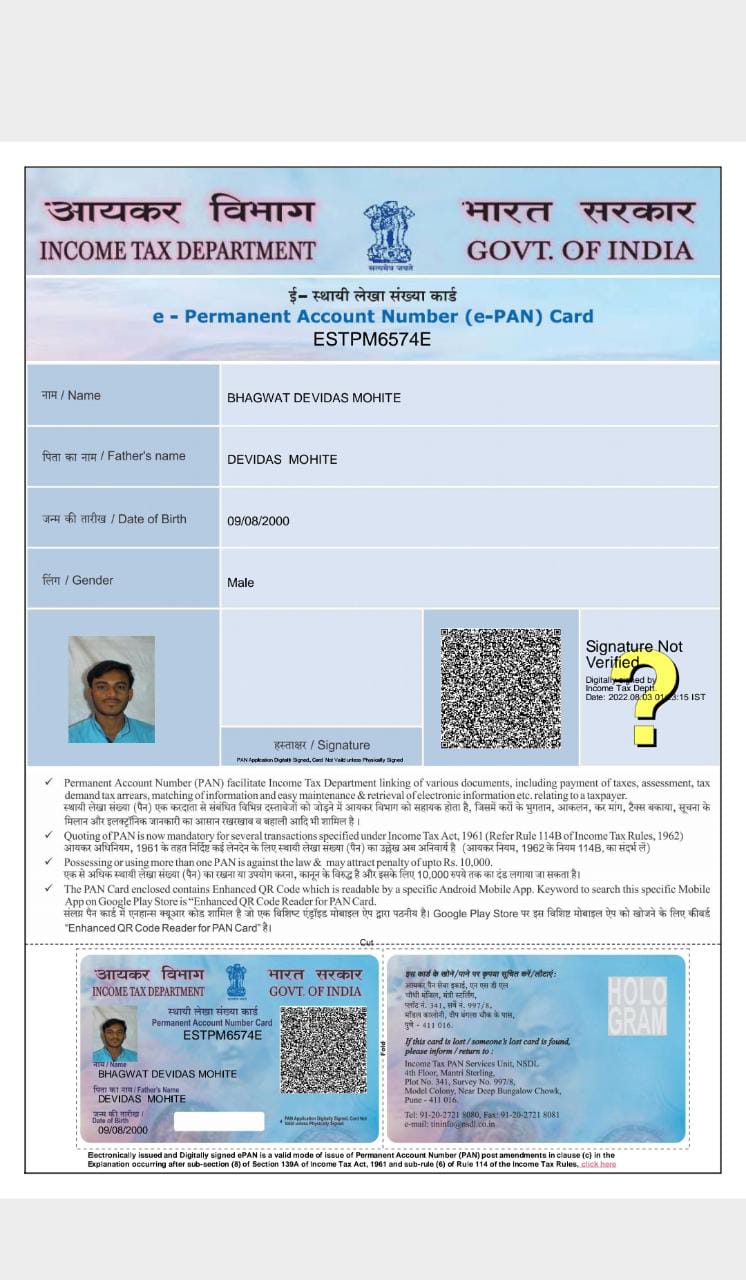 आयकर विभाग
INCOME TAX DEPARTMENT
सत्यमेव जयते
भारत सरकार
GOVT. OF INDIA
ई– स्थायी लेखा संख्या कार्ड
e - Permanent Account Number (e-PAN) Card
ESTPM6574E
नाम / Name
BHAGWAT DEVIDAS MOHITE
पिता का नाम / Father's name
DEVIDAS MOHITE
जन्म की तारीख / Date of Birth
09/08/2000
लिंग / Gender
Male
हस्ताक्षर / Signature
PAN Application Digitally Signed, Card Not Valid unless Physically Signed
Signature Not
Verified
Digitally signed by
Income Tax Dept.
Date: 2022.08.03 01:  :15 IST
✓ Permanent Account Number (PAN) facilitate Income Tax Department linking of various documents, including payment of taxes, assessment, tax
demand tax arrears, matching of information and easy maintenance & retrieval of electronic information etc. relating to a taxpayer.
स्थायी लेखा संख्या (पैन) एक करदाता से संबंधित विभिन्न दस्तावेजों को जोड़ने में आयकर विभाग को सहायक होता है, जिसमें करों के भुगतान, आकलन, कर मांग, टैक्स बकाया, सूचना के
मिलान और इलक्ट्रॉनिक जानकारी का आसान रखरखाव व बहाली आदि भी शामिल है ।
✓ Quoting of PAN is now mandatory for several transactions specified under Income Tax Act, 1961 (Refer Rule 114B of Income Tax Rules, 1962)
आयकर अधिनियम, 1961 के तहत निर्दिष्ट कई लेनदेन के लिए स्थायी लेखा संख्या (पैन) का उल्लेख अब अनिवार्य है (आयकर नियम, 1962 के नियम 114B, का संदर्भ लें)
✓ Possessing or using more than one PAN is against the law & may attract penalty of upto Rs. 10,000.
एक से अधिक स्थायी लेखा संख्या (पैन) का रखना या उपयोग करना, कानून के विरुद्ध है और इसके लिए 10,000 रुपये तक का दंड लगाया जा सकता है।
✓ The PAN Card enclosed contains Enhanced QR Code which is readable by a specific Android Mobile App. Keyword to search this specific Mobile
App on Google Play Store is “Enhanced QR Code Reader for PAN Card.
संलग्न पैन कार्ड में एनहान्स क्यूआर कोड शामिल है जो एक विशिष्ट एंड्रॉइड मोबाइल ऐप द्वारा पठनीय है। Google Play Store पर इस विशिष्ट मोबाइल ऐप को खोजने के लिए कीवर्ड
“Enhanced QR Code Reader for PAN Card” है।
Cut
आयकर विभाग
INCOME TAX DEPARTMENT
भारत सरकार
GOVT. OF INDIA
स्थायी लेखा संख्या कार्ड
Permanent Account Number Card
ESTPM6574E
नाम / Name
BHAGWAT DEVIDAS MOHITE
पिता का नाम / Father's Name
DEVIDAS MOHITE
जन्म की तारीख /
Date of Birth
09/08/2000
PAN Application Digitally Signed, Card Not
Valid unless Physically Signed
Fold
इस कार्ड के खोने/पाने पर कृपया सूचित करें/लौटाएं :
आयकर पैन सेवा इकाई, एन एस डी एल
चौथी मंजिल, मंत्री स्टर्लिंग,
प्लॉट नं. 341, सर्वे नं. 997/8,
मॉडल कालोनी, दीप बंगला चौक के पास,
पुणे – 411 016.
HOLO
GRAM
If this card is lost / someone's lost card is found,
please inform / return to :
Income Tax PAN Services Unit, NSDL
4th Floor, Mantri Sterling,
Plot No. 341, Survey No. 997/8,
Model Colony, Near Deep Bungalow Chowk,
Pune - 411 016.
Tel: 91-20-2721 8080, Fax: 91-20-2721 8081
e-mail: tininfo@nsdl.co.in
Electronically issued and Digitally signed ePAN is a valid mode of issue of Permanent Account Number (PAN) post amendments in clause (c) in the
Explanation occurring after sub-section (8) of Section 139A of Income Tax Act, 1961 and sub-rule (6) of Rule 114 of the Income Tax Rules, click here